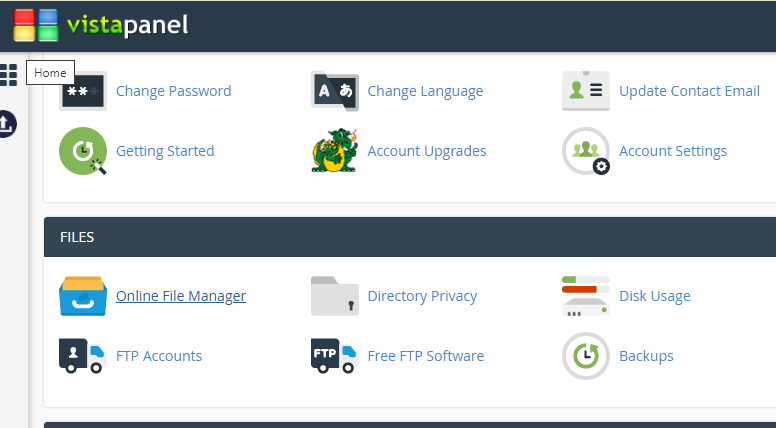 vistapanel
Home
** Change Password
A あ Change Language
Update Contact Email
Getting Started
Account Upgrades
Account Settings
FILES
Online File Manager
Directory Privacy
Disk Usage
FTP Accounts
FTP Free FTP Software
Backups